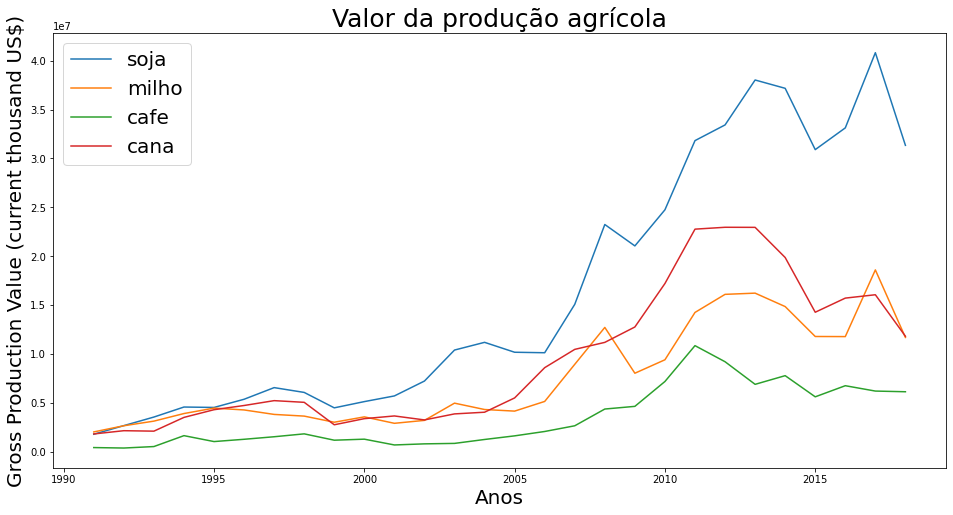 Valor da produção agrícola
1e7
Gross Production Value (current thousand US$)
soja
milho
cafe
cana
4.0
3.5
3.0
2.5
2.0
1.5
1.0
0.5
0.0
1990 1995 2000 2005 2010 2015
Anos